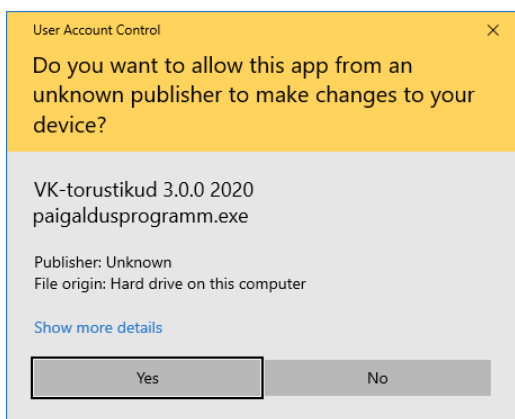 User Account Control
Do you want to allow this app from an
unknown publisher to make changes to your
device?
VK-torustikud 3.0.0 2020
paigaldusprogramm.exe
Publisher: Unknown
File origin: Hard drive on this computer
Show more details
Yes No